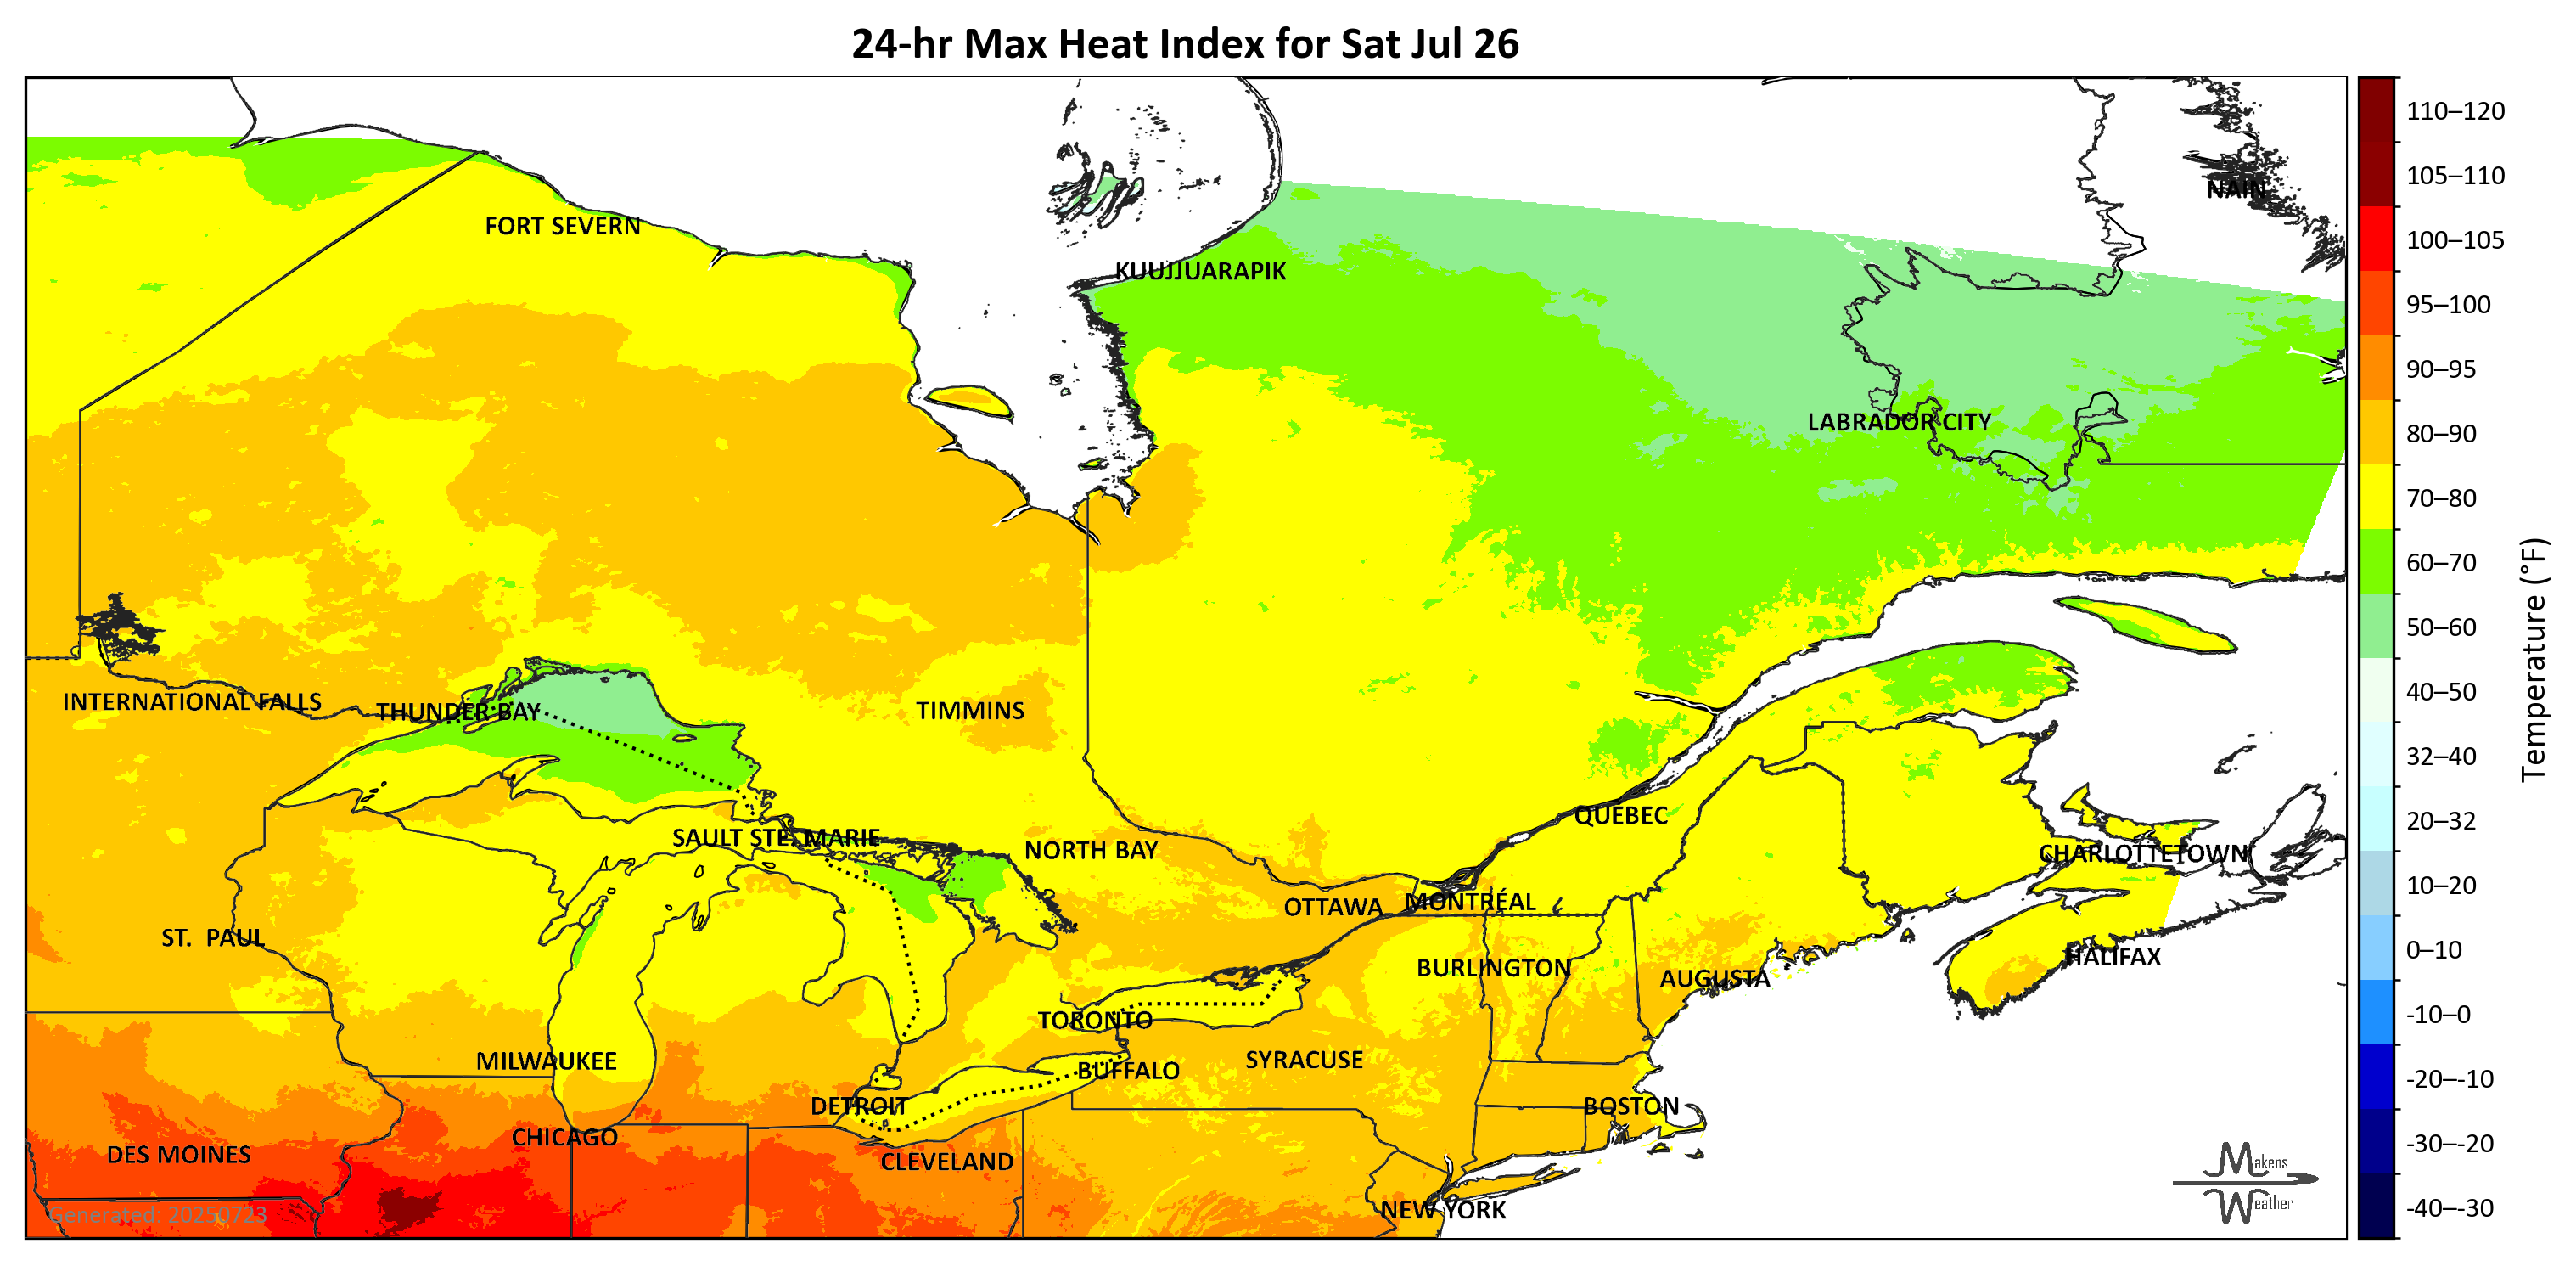 24-hr Max Heat Index for Sat Jul 26
110–120
105–110
NAIN
FORT SEVERN
100–105
KUUJJUARAPIK
95–100
90–95
LABRADOR CITY
80–90
70–80
60–70
50–60
Temperature (°F)
40–50
INTERNATIONAL FALLS
THUNDER BAY
TIMMINS
32–40
QUEBEC
20–32
SAULT STE. MARIE
NORTH BAY
CHARLOTTETOWN
10–20
OTTAWA
MONTRÉAL
ST.  PAUL
0–10
HALIFAX
BURLINGTON
AUGUSTA
-10–0
TORONTO
MILWAUKEE
SYRACUSE
BUFFALO
-20–-10
DETROIT
BOSTON
CHICAGO
-30–-20
DES MOINES
CLEVELAND
Makens
Weather
NEW YORK
-40–-30
Generated: 20250723